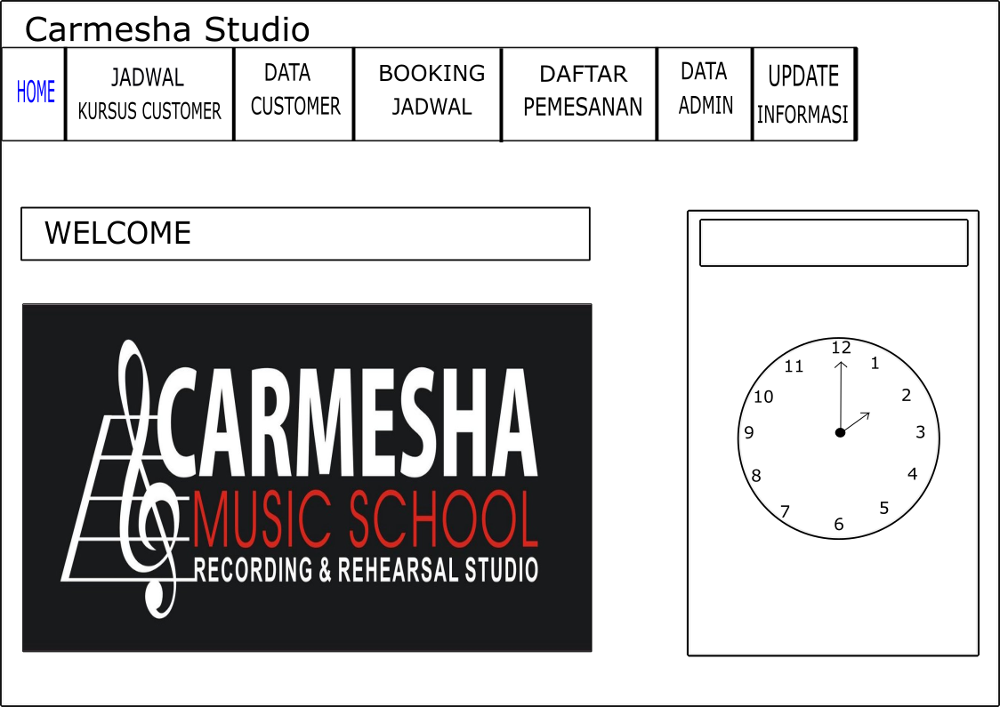 Carmesha Studio
HOME
JADWAL
KURSUS CUSTOMER
DATA
CUSTOMER
BOOKING
JADWAL
DAFTAR
PEMESANAN
DATA
ADMIN
UPDATE
INFORMASI
WELCOME
CARMESHA
MUSIC SCHOOL
RECORDING & REHEARSAL STUDIO
12
1
2
3
4
5
6
7
8
9
10
11